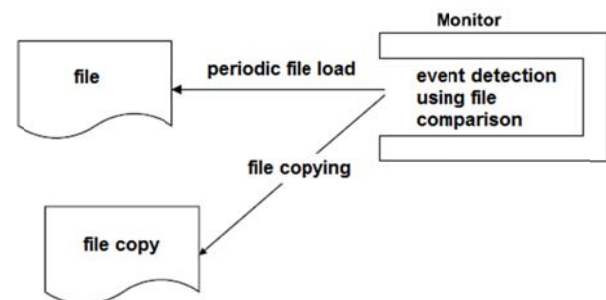 Monitor
file
periodic file load
event detection
using file
comparison
file copying
file copy